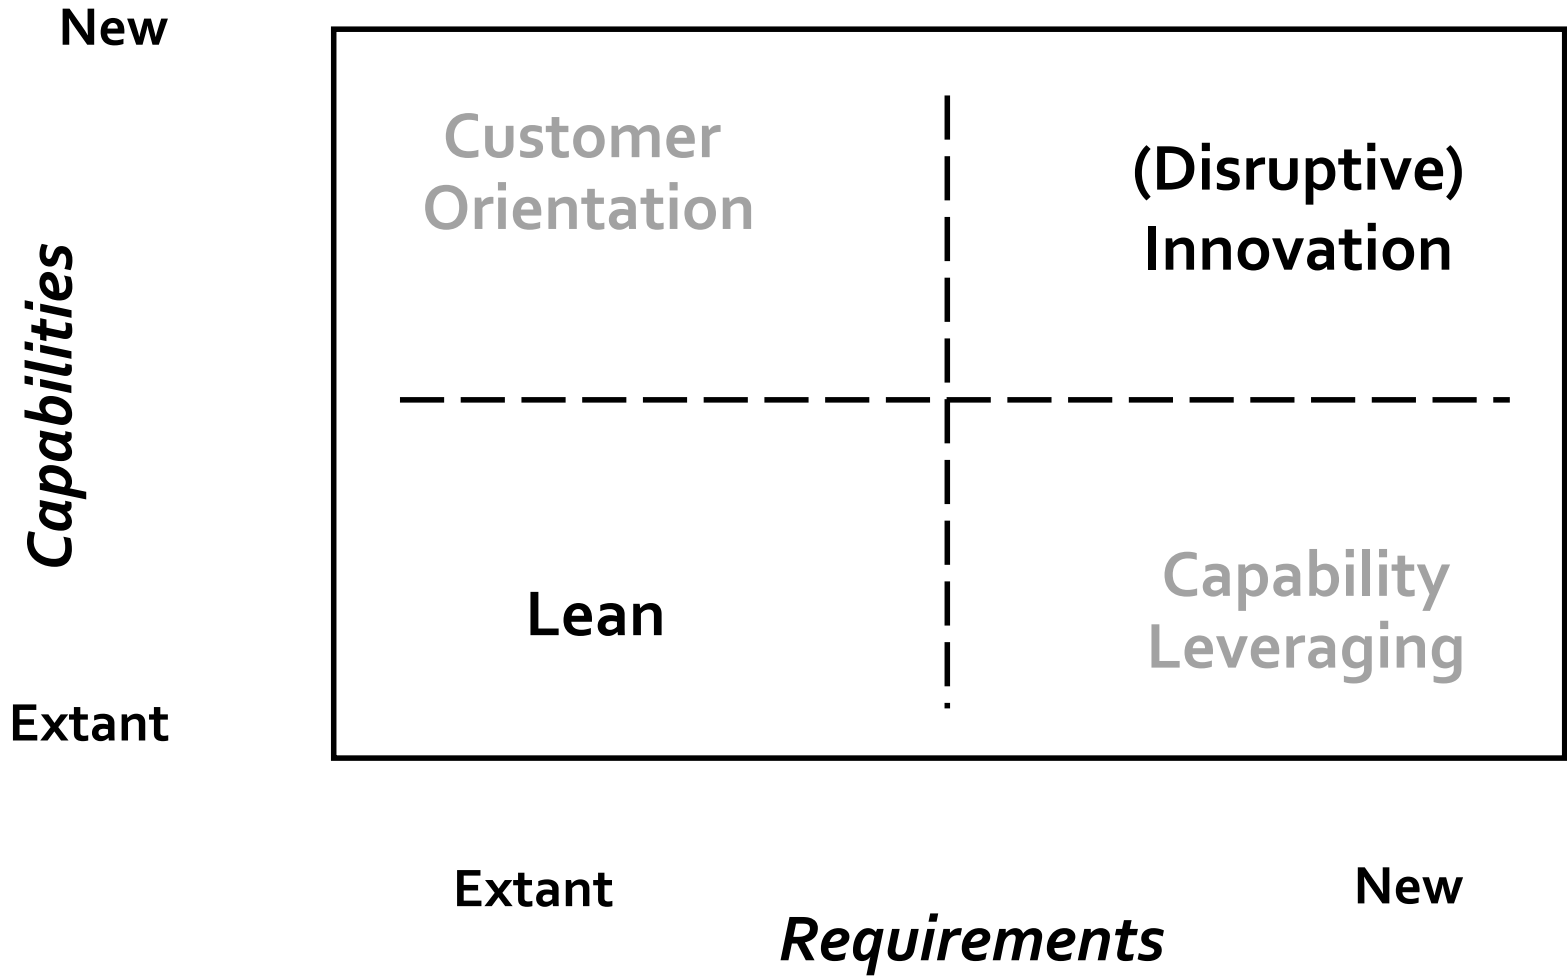 New
Customer
Orientation
(Disruptive)
Innovation
Capabilities
Lean
Capability
Leveraging
Extant
Extant
New
Requirements